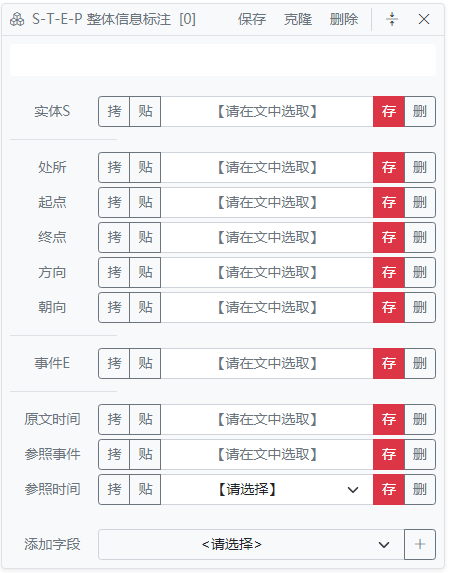 S-T-E-P 整体信息标注 [0] 保存 克隆 删除
实体S 拷 贴 【请在文中选取】 存 删
处所 拷 贴 【请在文中选取】 存 删
起点 拷 贴 【请在文中选取】 存 删
终点 拷 贴 【请在文中选取】 存 删
方向 拷 贴 【请在文中选取】 存 删
朝向 拷 贴 【请在文中选取】 存 删
事件E 拷 贴 【请在文中选取】 存 删
原文时间 拷 贴 【请在文中选取】 存 删
参照事件 拷 贴 【请在文中选取】 存 删
参照时间 拷 贴 【请选择】 存 删
添加字段 <请选择> +